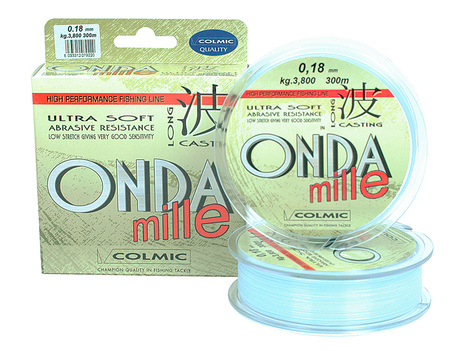 0,18 mm
kg.3,800 300m
COLMIC
QUALITY
HIGH PERFORMANCE FISHING LINE
ULTRA SOFT
ABRASIVE RESISTANCE
LOW STRETCH GIVING VERY GOOD SENSITIVITY
LONG
波
CASTING
ONDA
mille
COLMIC
CHAMPION QUALITY IN FISHING TACKLE
0,18 mm
kg.3,800 300m
HIGH PERFORMANCE FISHING LINE
ULTRA SOFT
ABRASIVE RESISTANCE
LOW STRETCH GIVING VERY GOOD SENSITIVITY
LONG
波
CASTING
ONDA
mille
COLMIC
CHAMPION QUALITY IN FISHING TACKLE